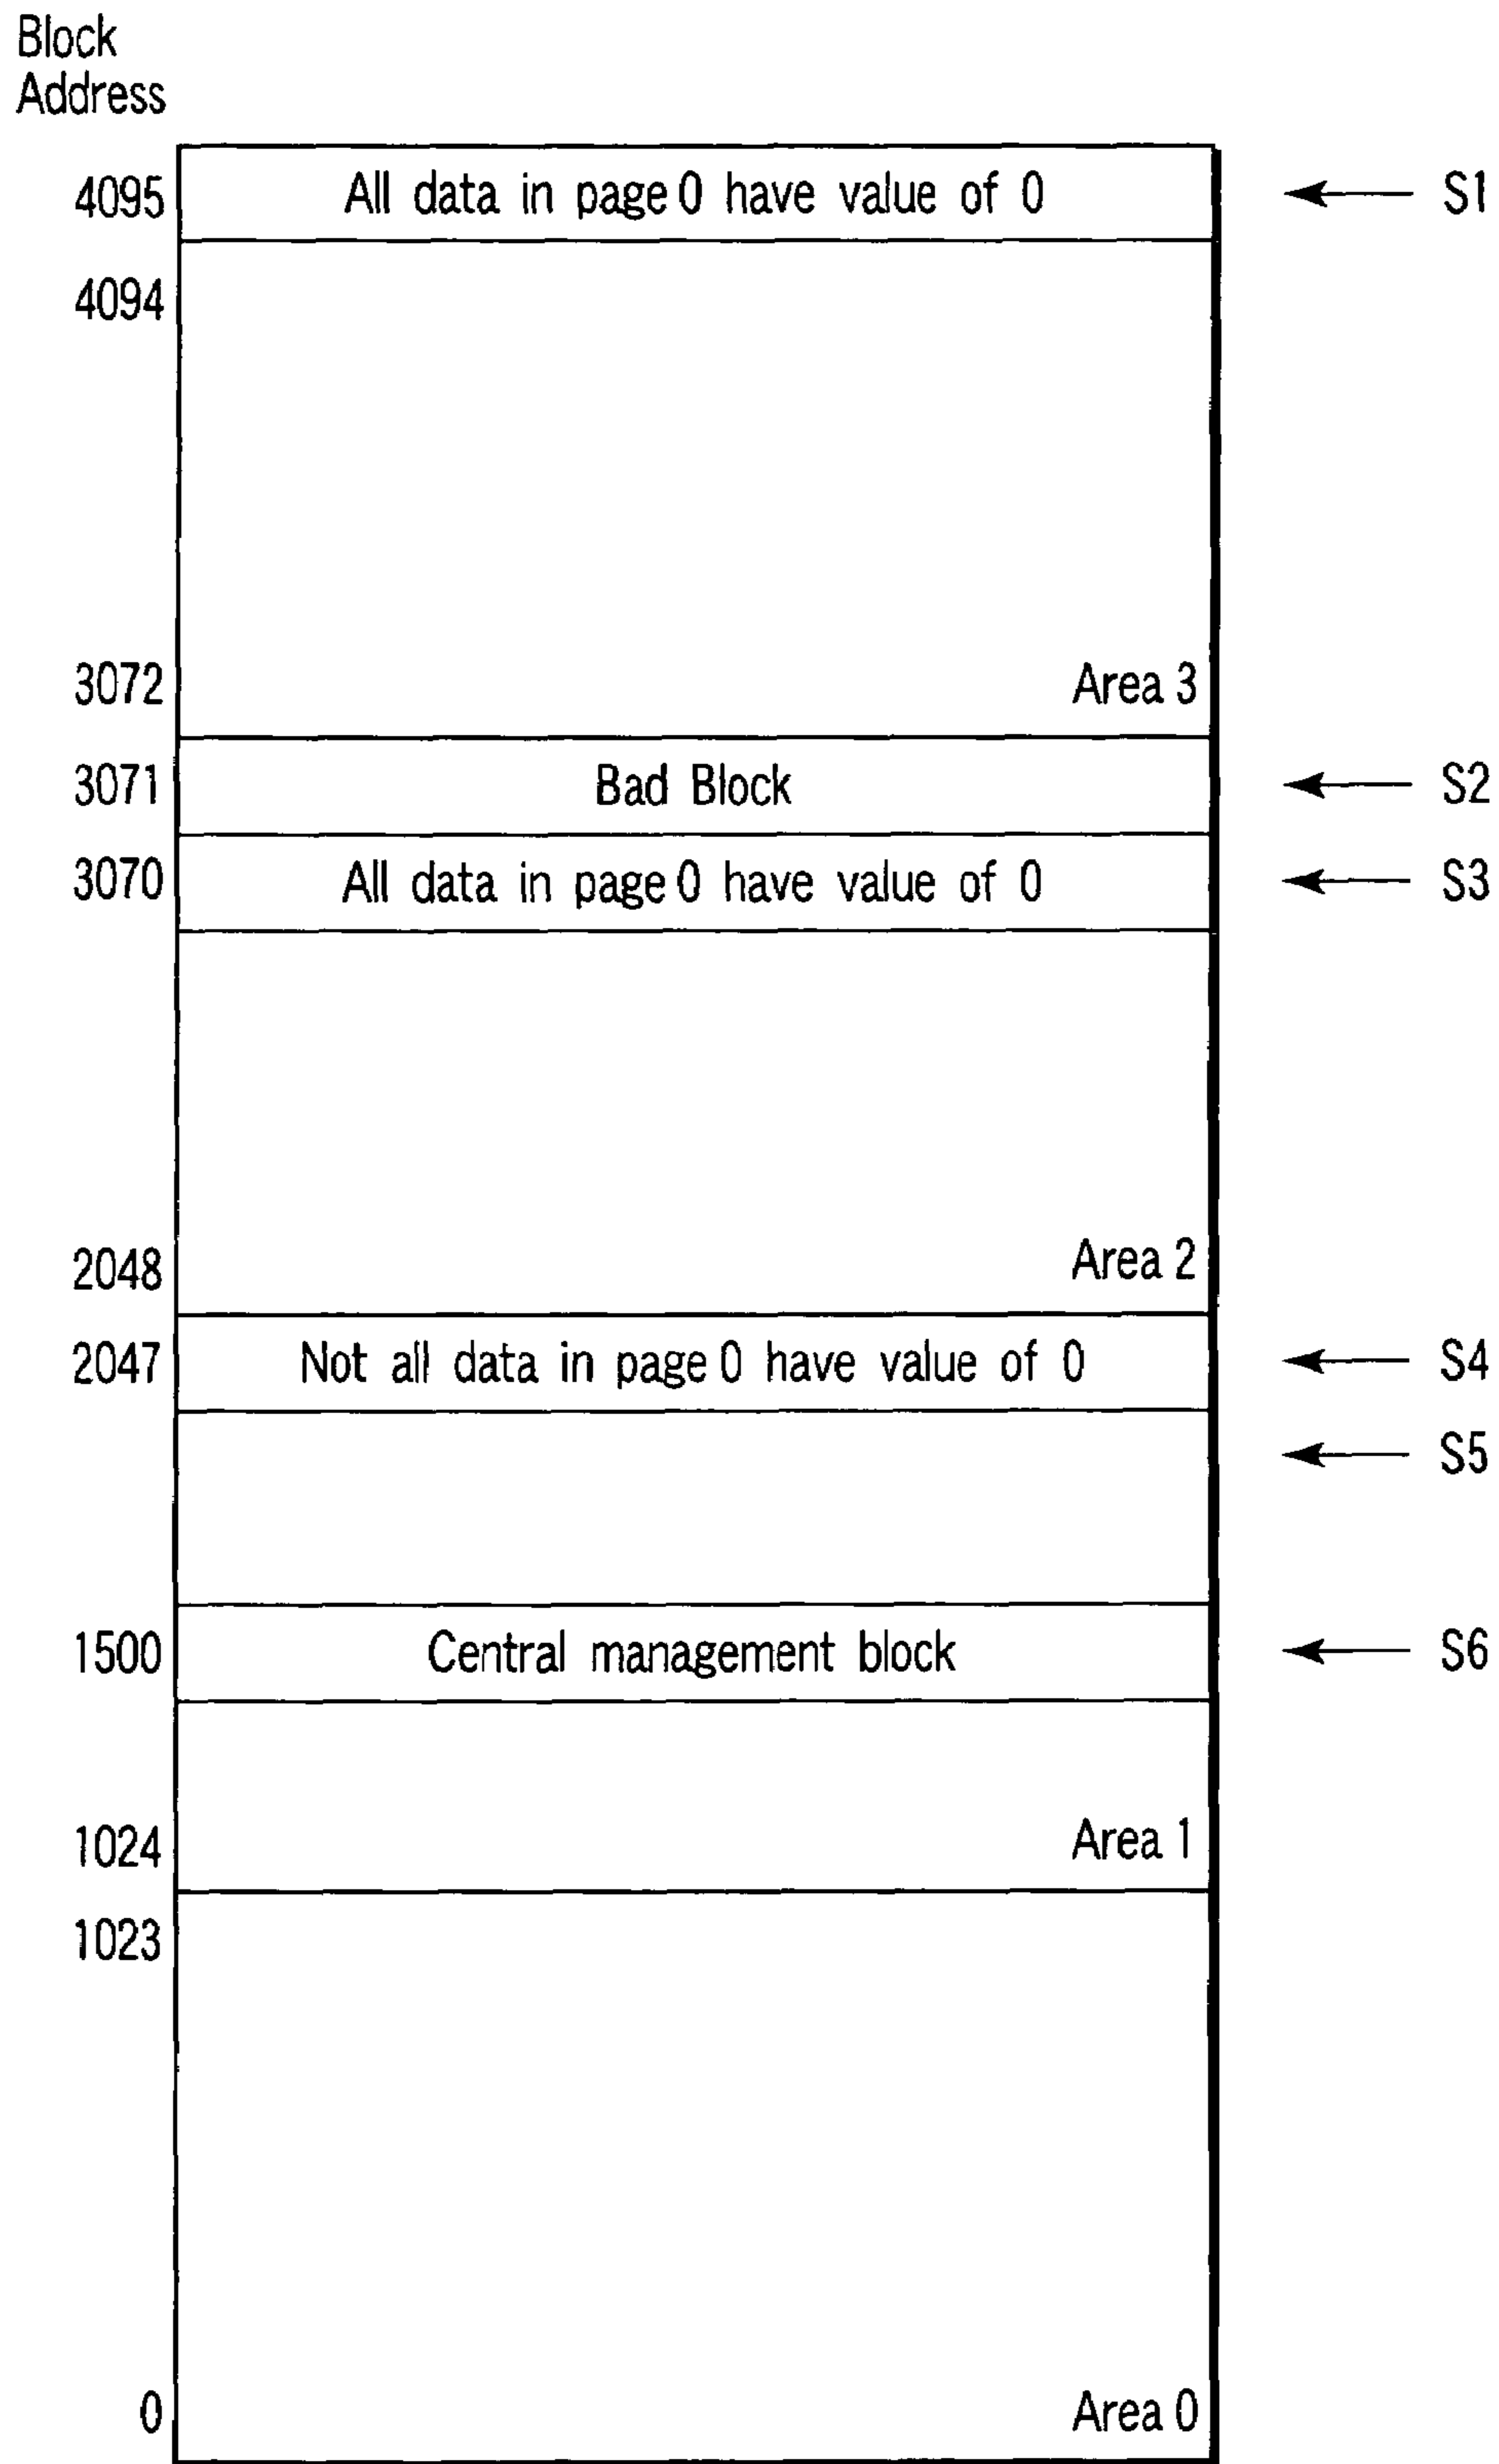 Block
Address
4095 All data in page 0 have value of 0 S1
4094
3072 Area 3
3071 Bad Block S2
3070 All data in page 0 have value of 0 S3
2048 Area 2
2047 Not all data in page 0 have value of 0 S4
S5
1500 Central management block S6
1024 Area 1
1023
0 Area 0